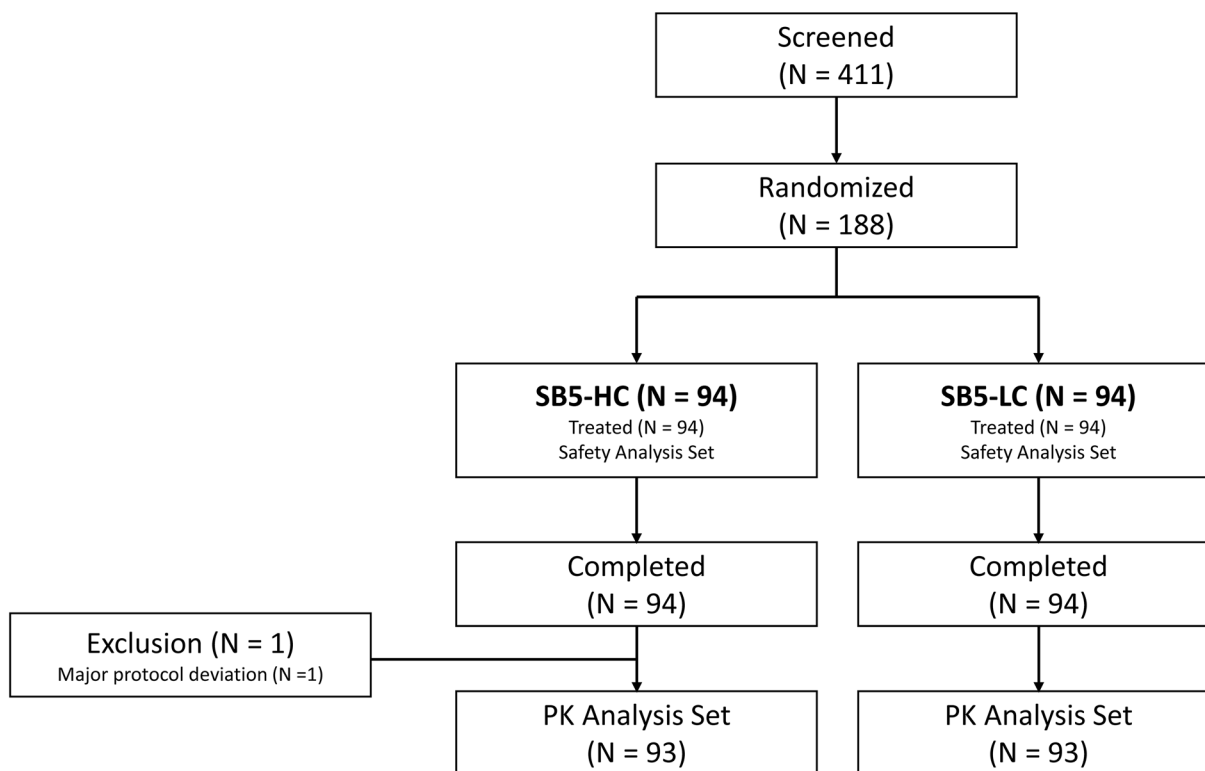 Screened
(N = 411)
Randomized
(N = 188)
SB5-HC (N = 94)
Treated (N = 94)
Safety Analysis Set
SB5-LC (N = 94)
Treated (N = 94)
Safety Analysis Set
Completed
(N = 94)
Completed
(N = 94)
Exclusion (N = 1)
Major protocol deviation (N =1)
PK Analysis Set
(N = 93)
PK Analysis Set
(N = 93)